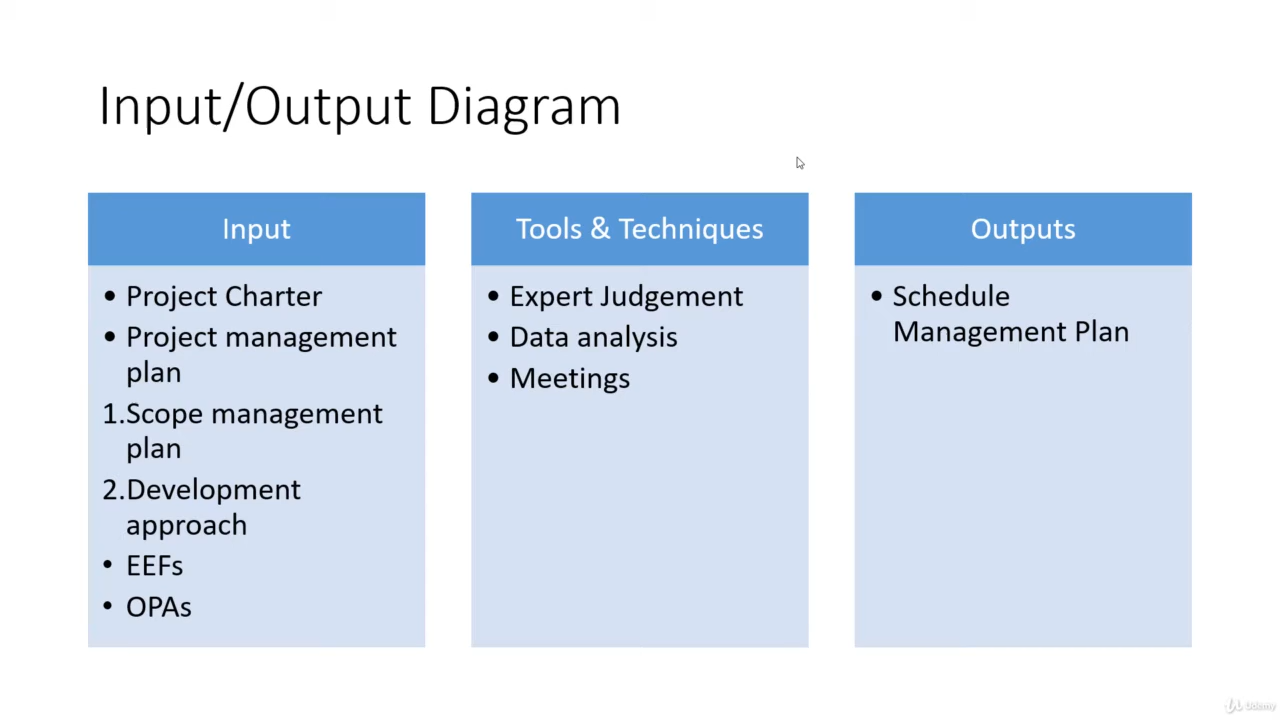 Input/Output Diagram
Input
• Project Charter
• Project management
plan
1.Scope management
plan
2.Development
approach
• EEFs
• OPAs
Tools & Techniques
• Expert Judgement
• Data analysis
• Meetings
Outputs
• Schedule
Management Plan
Udemy